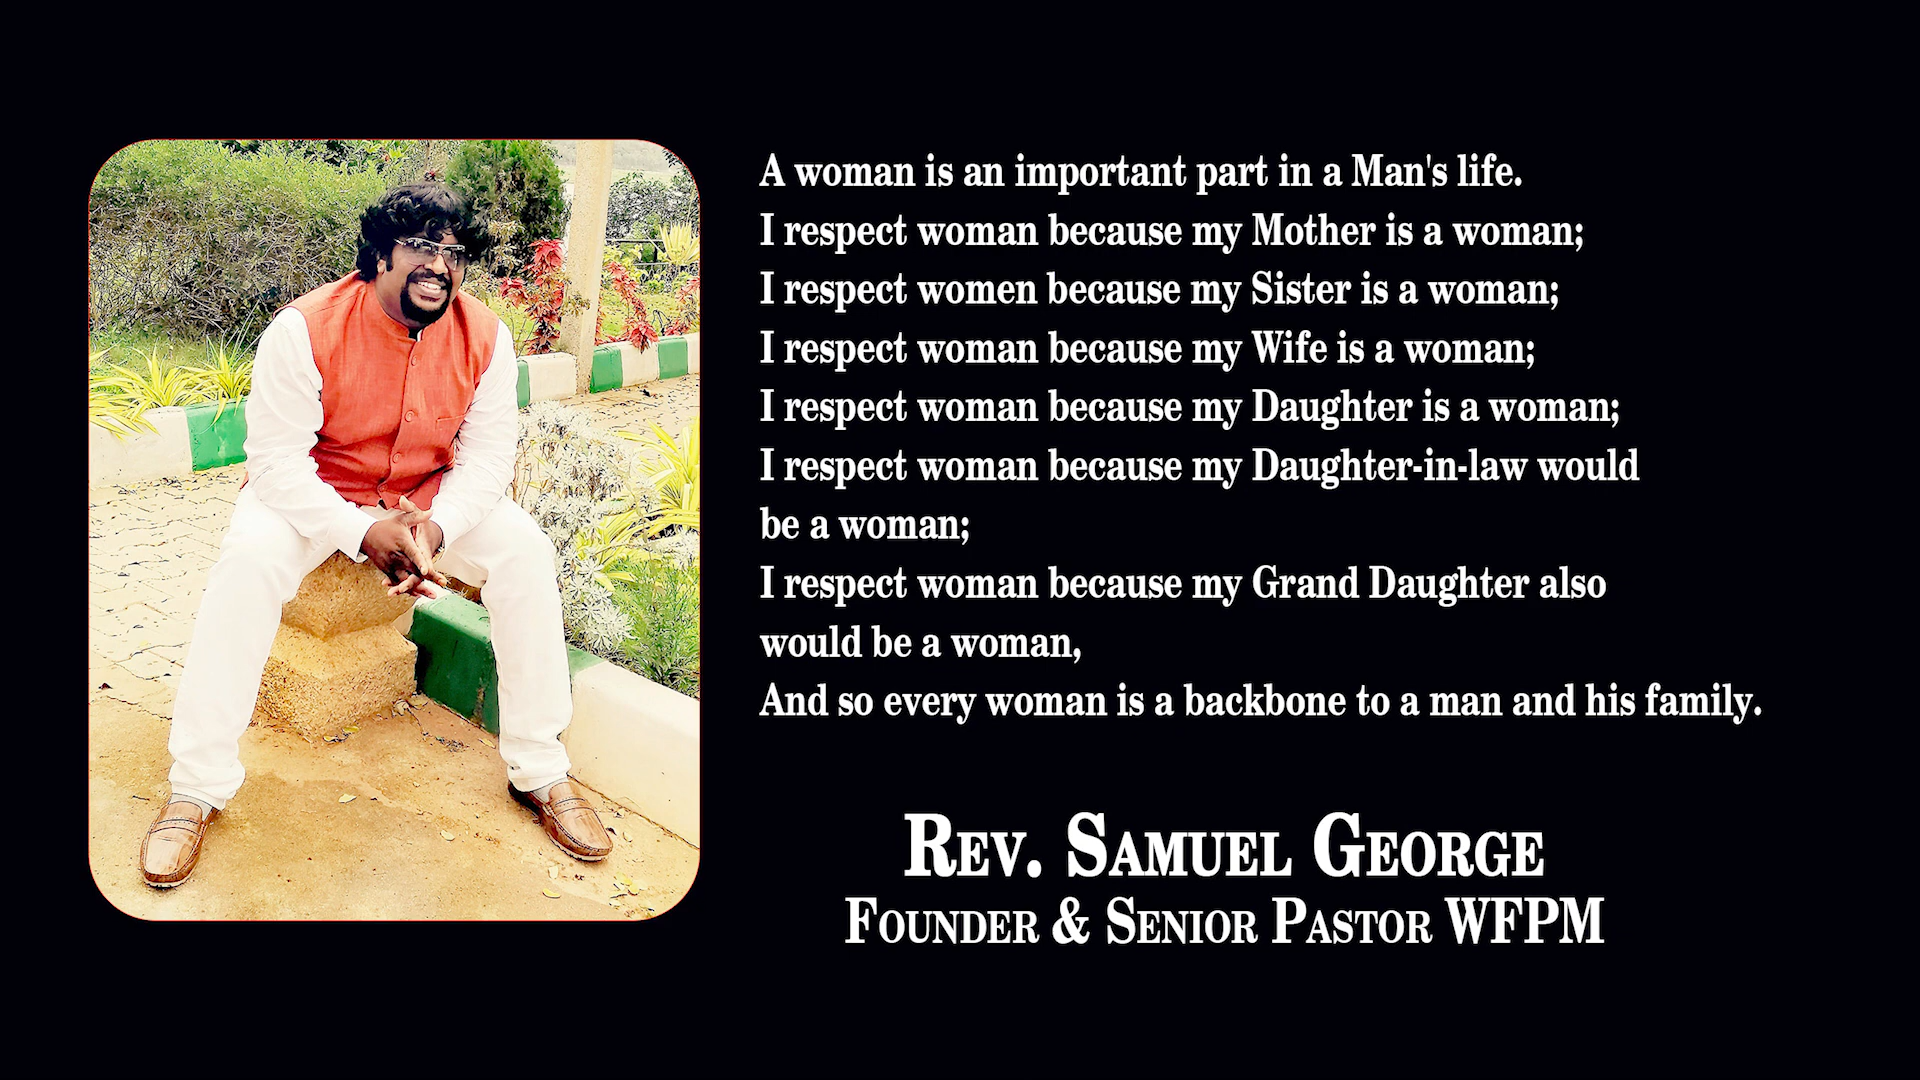 A woman is an important part in a Man's life.
I respect woman because my Mother is a woman;
I respect women because my Sister is a woman;
I respect woman because my Wife is a woman;
I respect woman because my Daughter is a woman;
I respect woman because my Daughter-in-law would
be a woman;
I respect woman because my Grand Daughter also
would be a woman,
And so every woman is a backbone to a man and his family.
Rev. Samuel George
Founder & Senior Pastor WFPM